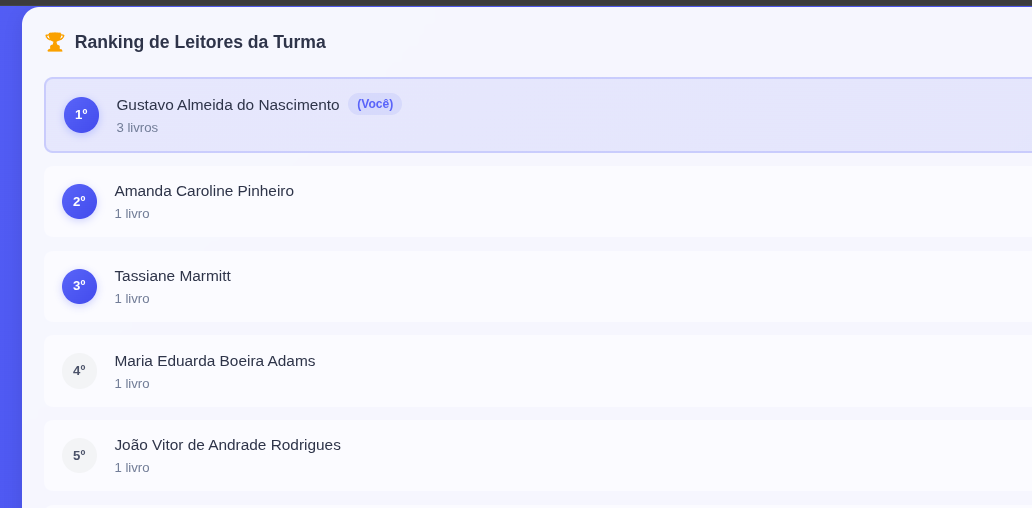 Ranking de Leitores da Turma
1º
Gustavo Almeida do Nascimento (Você)
3 livros
2º
Amanda Caroline Pinheiro
1 livro
3º
Tassiane Marmitt
1 livro
4º
Maria Eduarda Boeira Adams
1 livro
5º
João Vitor de Andrade Rodrigues
1 livro